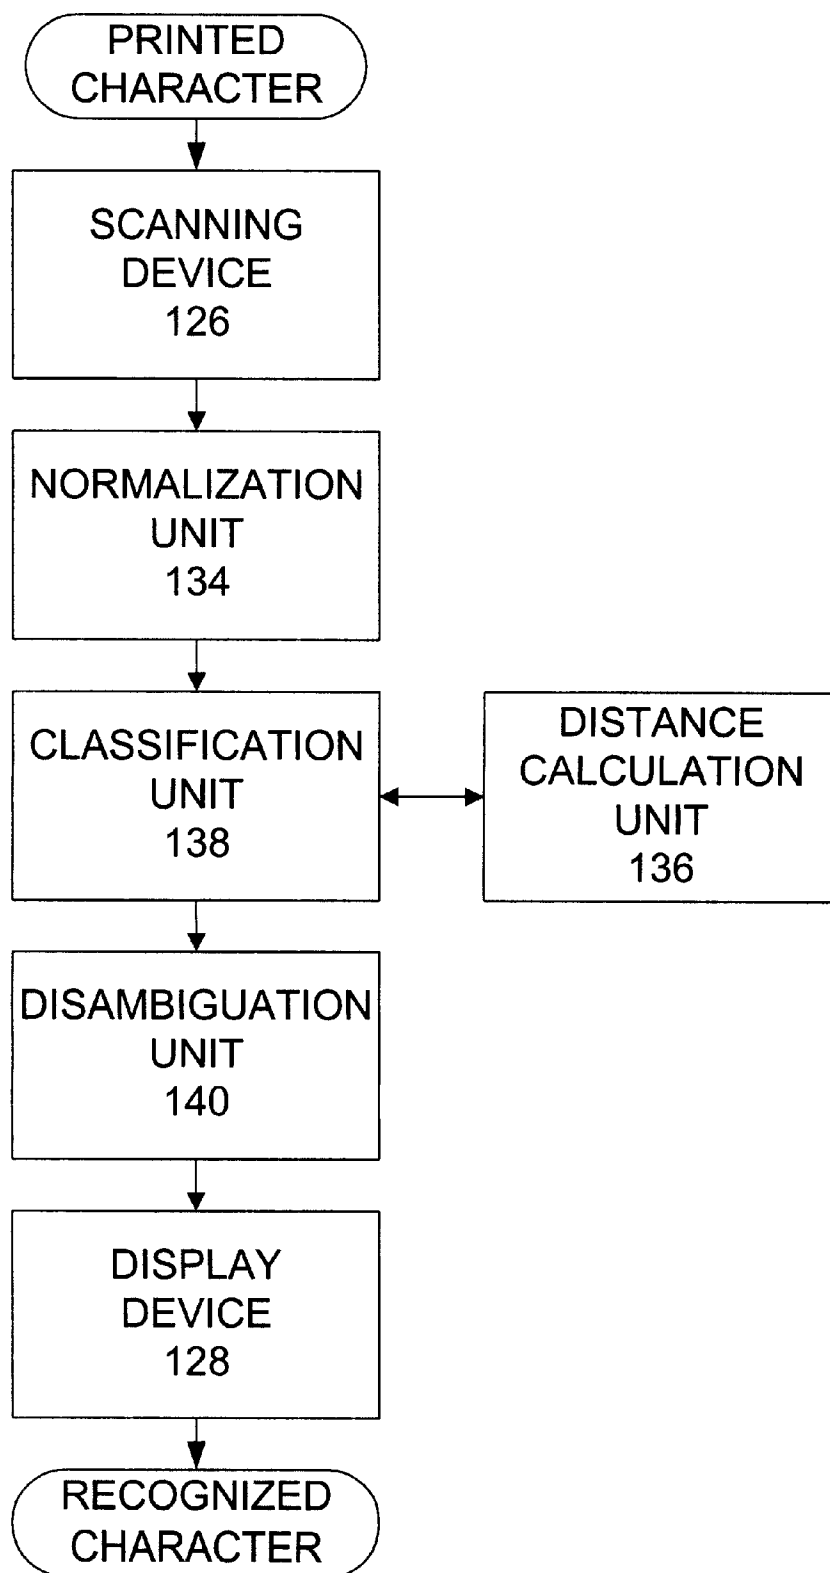 PRINTED
CHARACTER
SCANNING
DEVICE
126
NORMALIZATION
UNIT
134
CLASSIFICATION
UNIT
138
DISTANCE
CALCULATION
UNIT
136
DISAMBIGUATION
UNIT
140
DISPLAY
DEVICE
128
RECOGNIZED
CHARACTER